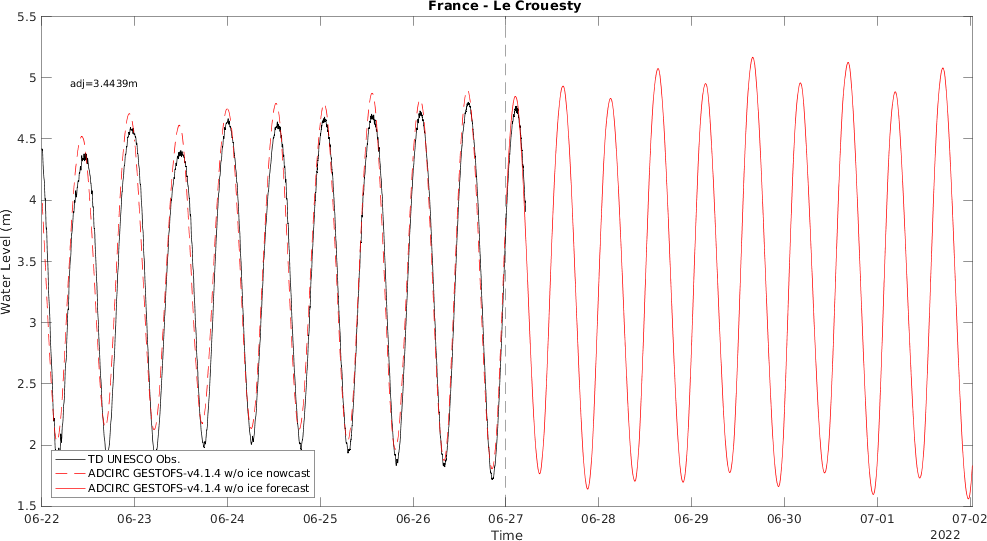 France - Le Crouesty
adj=3.4439m
Water Level (m)
5.5
5
4.5
4
3.5
3
2.5
2
1.5
TD UNESCO Obs.
ADCIRC GESTOFS-v4.1.4 w/o ice nowcast
ADCIRC GESTOFS-v4.1.4 w/o ice forecast
06-22 06-23 06-24 06-25 06-26 06-27 06-28 06-29 06-30 07-01 07-02
Time
2022